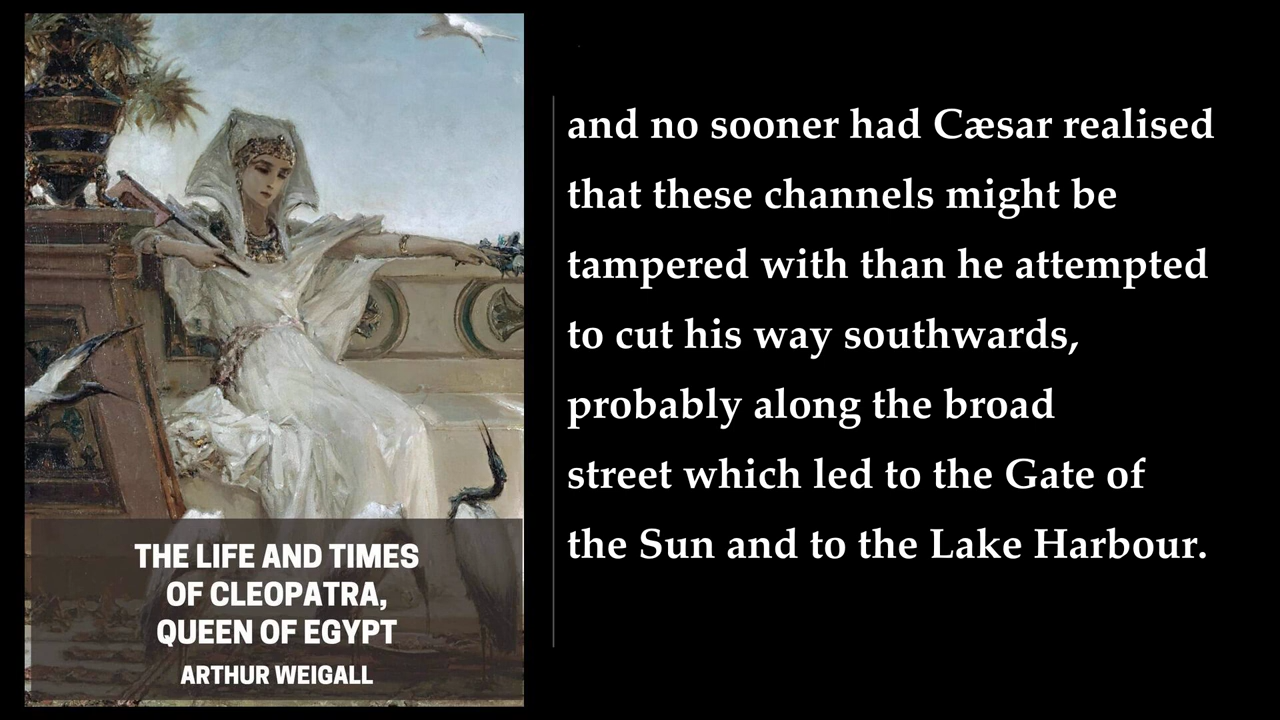 and no sooner had Cæsar realised
that these channels might be
tampered with than he attempted
to cut his way southwards,
probably along the broad
street which led to the Gate of
the Sun and to the Lake Harbour.
THE LIFE AND TIMES
OF CLEOPATRA,
QUEEN OF EGYPT
ARTHUR WEIGALL